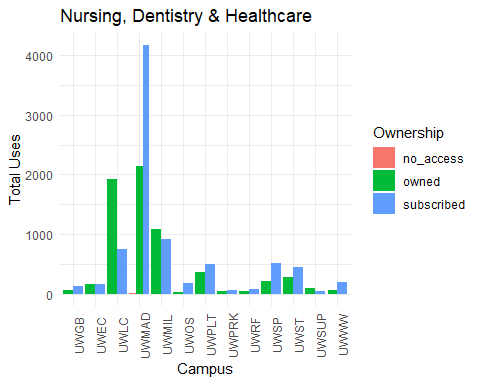 Nursing, Dentistry & Healthcare
Total Uses
4000
3000
2000
1000
0
UWGB
UWEC
UWLC
UWMAD
UWMIL
UWOS
UWPLT
UWPRK
UWRF
UWSP
UWST
UWSUP
UWWW
Campus
Ownership
no_access
owned
subscribed